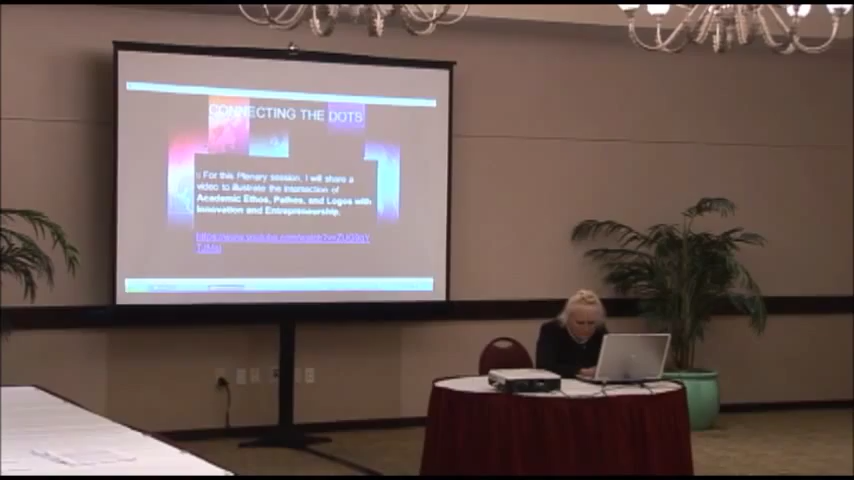 CONNECTING THE DOTS
For this Plenary session, I will share a
video to illustrate the intersection of
Academic Ethos, Pathos, and Logos with
Innovation and Entrepreneurship.